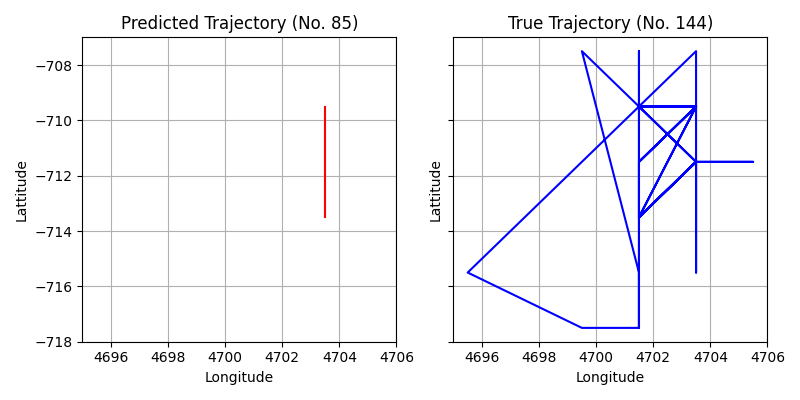 Predicted Trajectory (No. 85)
−708
−710
−712
−714
−716
−718
Lattitude
4696 4698 4700 4702 4704 4706
Longitude
True Trajectory (No. 144)
Lattitude
4696 4698 4700 4702 4704 4706
Longitude